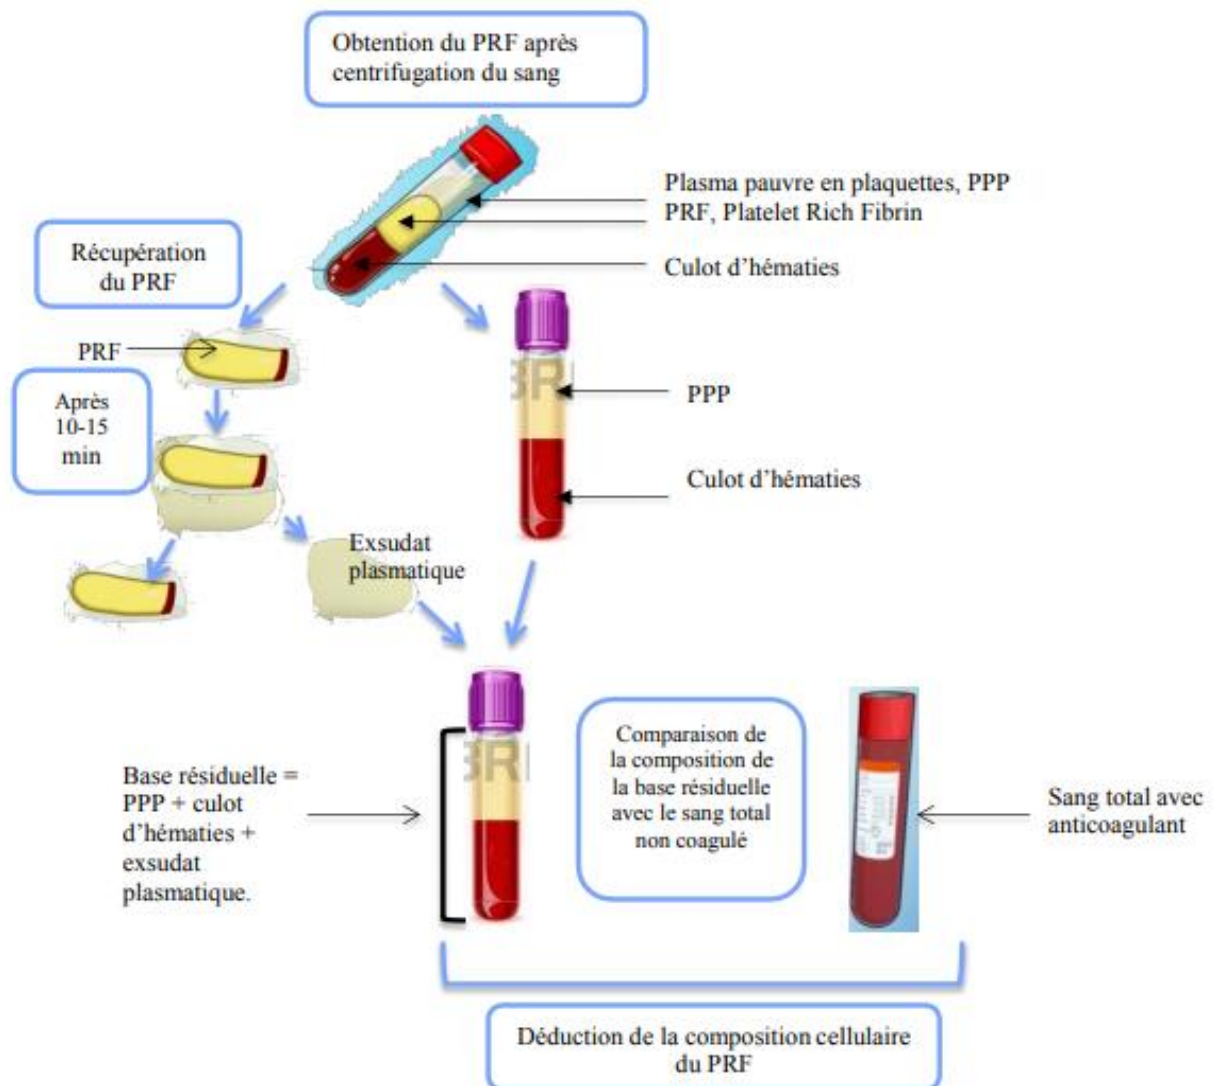 Obtention du PRF après
centrifugation du sang
Plasma pauvre en plaquettes, PPP
PRF, Platelet Rich Fibrin
Culot d’hématies
Récupération
du PRF
PRF
Après
10-15
min
PPP
Culot d’hématies
Exsudat
plasmatique
Base résiduelle =
PPP + culot
d’hématies +
exsudat
plasmatique.
Comparaison de
la composition de
la base résiduelle
avec le sang total
non coagulé
Sang total avec
anticoagulant
Déduction de la composition cellulaire
du PRF